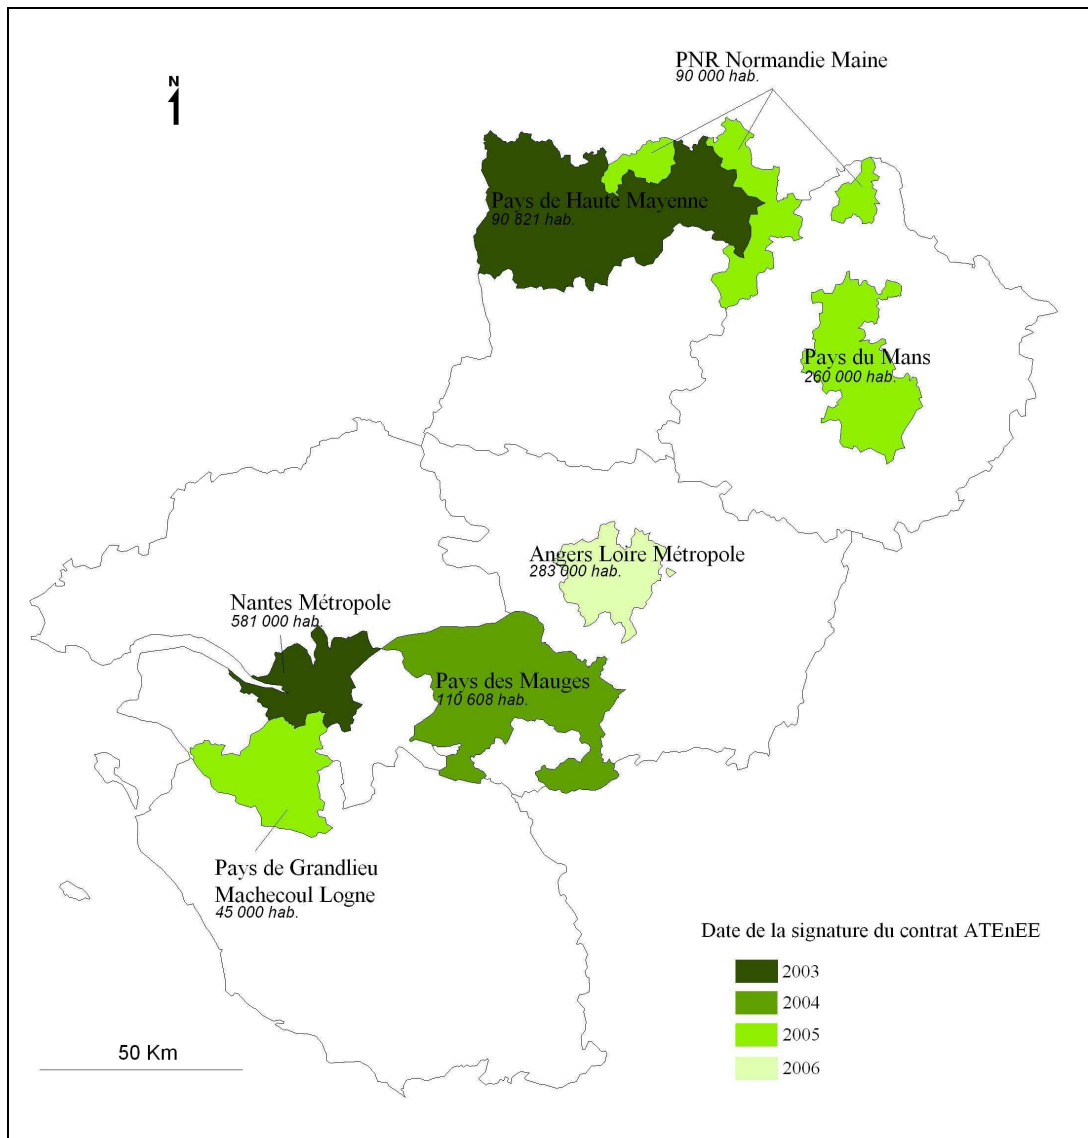 PNR Normandie Maine
90 000 hab.
N
Pays de Haute Mayenne
90 821 hab.
Pays du Mans
260 000 hab.
Angers Loire Métropole
283 000 hab.
Nantes Métropole
581 000 hab.
Pays des Mauges
110 608 hab.
Pays de Grandlieu
Machecoul Logne
45 000 hab.
Date de la signature du contrat ATEnEE
2003
2004
2005
2006
50 Km